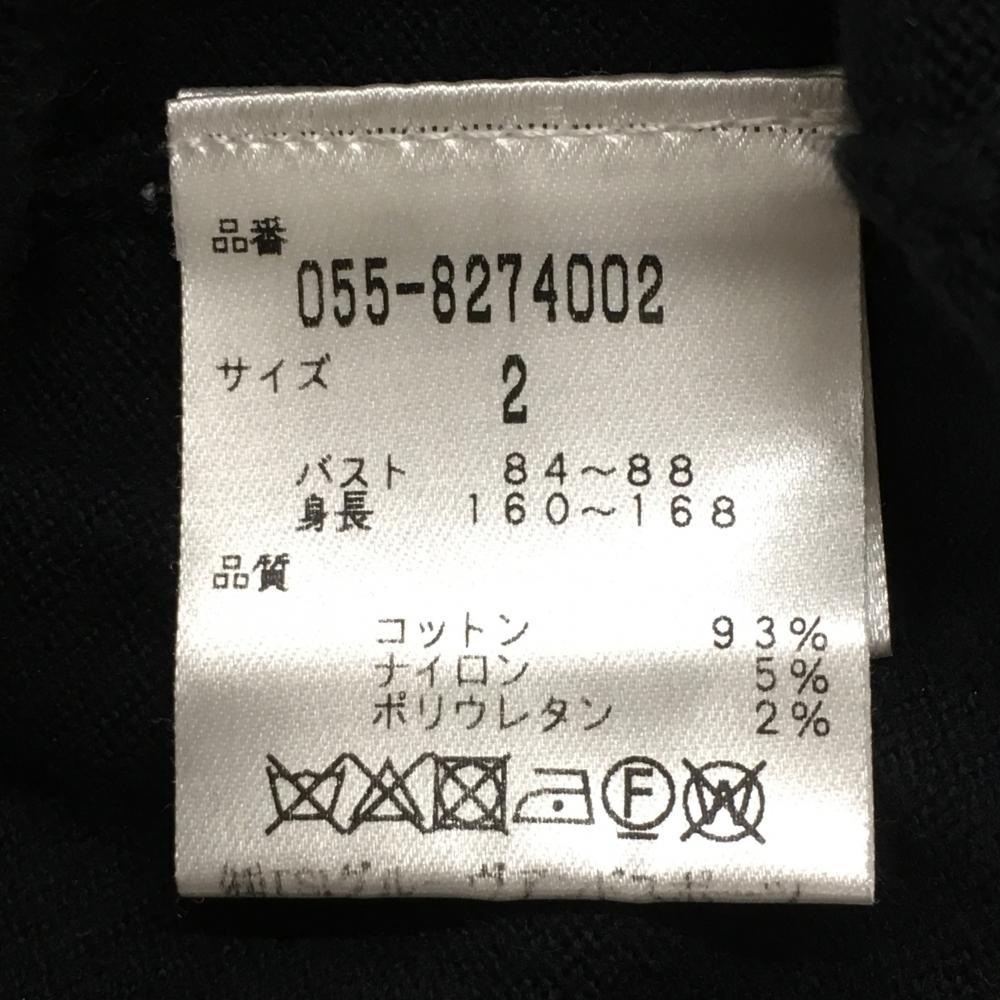 品番
055-8274002
サイズ 2
バスト 84～88
身長 160～168
品質
コットン 93%
ナイロン 5%
ポリウレタン 2%
F W